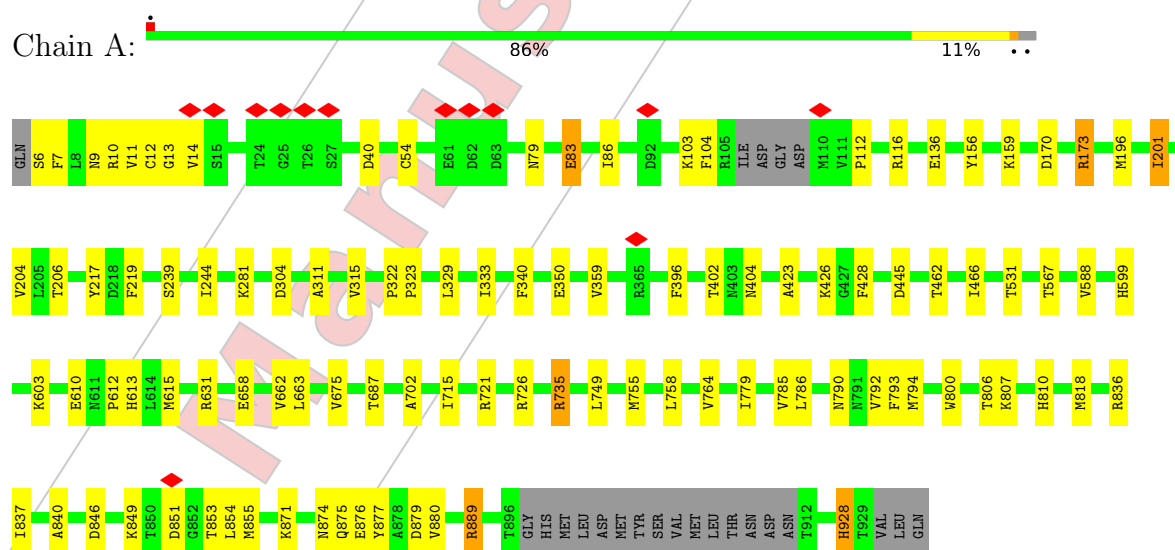 Chain A:
86%
11%
GLN S6 F7 L8 N9 R10 V11 C12 G13 V14 S15 T24 G25 T26 S27 D40 C54 E61 D62 D63 N79 E83 I86 D92 K103 F104 R105 ILE ASP GLY ASP M110 V111 P112 R116 E136 Y156 K159 D170 R173 M196 I201
V204 L205 T206 Y217 D218 F219 S239 I244 K281 D304 A311 V315 P322 P323 L329 I333 F340 E350 V359 R365 F396 T402 N403 N404 A423 K426 G427 F428 D445 T462 I466 T531 T567 V588 H599
K603 E610 N611 P612 H613 L614 M615 R631 E658 V662 L663 V675 T687 A702 I715 R721 R726 R735 L749 M755 L758 V764 I779 V785 L786 N790 N791 V792 F793 M794 W800 T806 K807 H810 M818 R836
I837 A840 D846 K849 T850 D851 G852 T853 L854 M855 K871 N874 Q875 E876 Y877 A878 D879 V880 R889 T896 GLY HIS MET LEU ASP MET TYR SER VAL MET LEU THR ASN ASP ASN T912 H928 T929 VAL LEU GLN
Manus